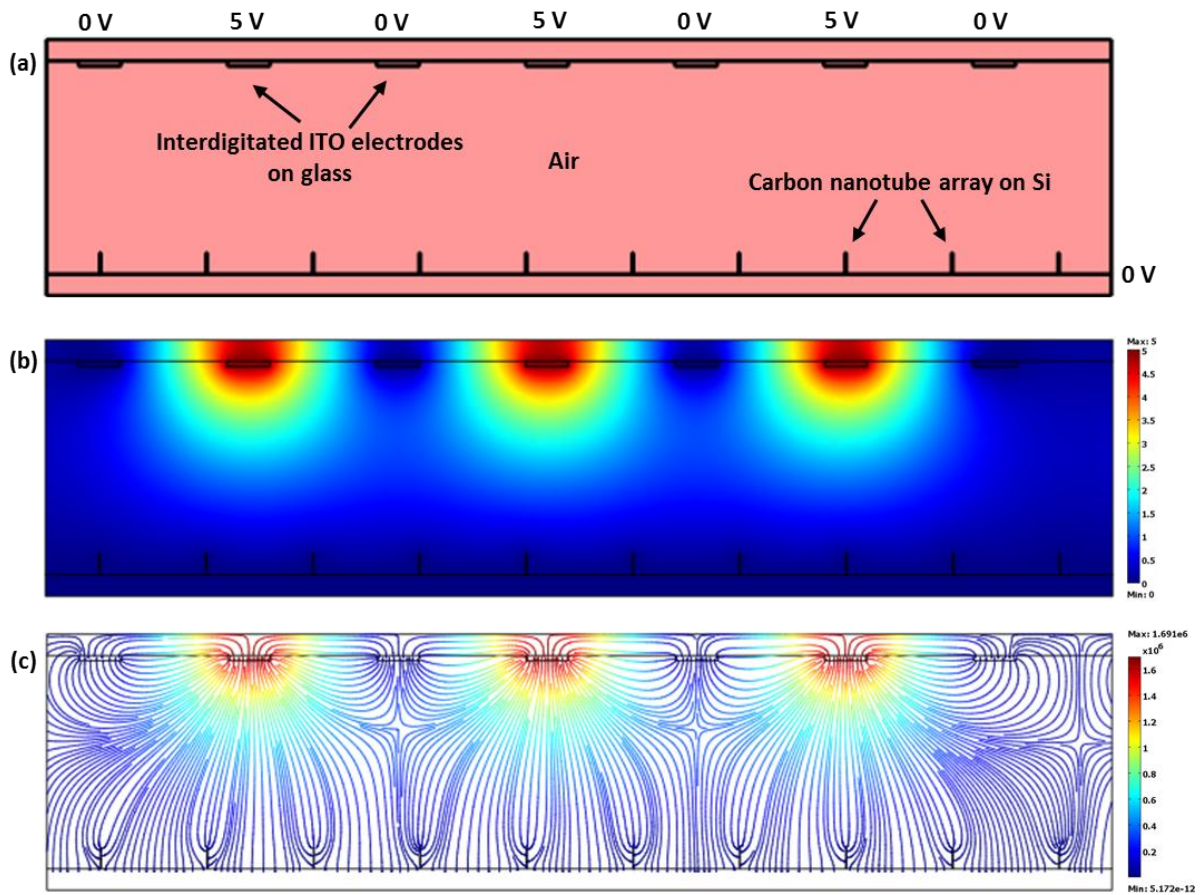 0 V 5 V 0 V 5 V 0 V 5 V 0 V
(a)
Interdigitated ITO electrodes
on glass
Air
Carbon nanotube array on Si
0 V
(b)
Max: 5
5
4.5
4
3.5
3
2.5
2
1.5
1
0.5
0
Min: 0
(c)
Max: 1.691e6
x10⁶
1.6
1.4
1.2
1
0.8
0.6
0.4
0.2
Min: 5.172e-12